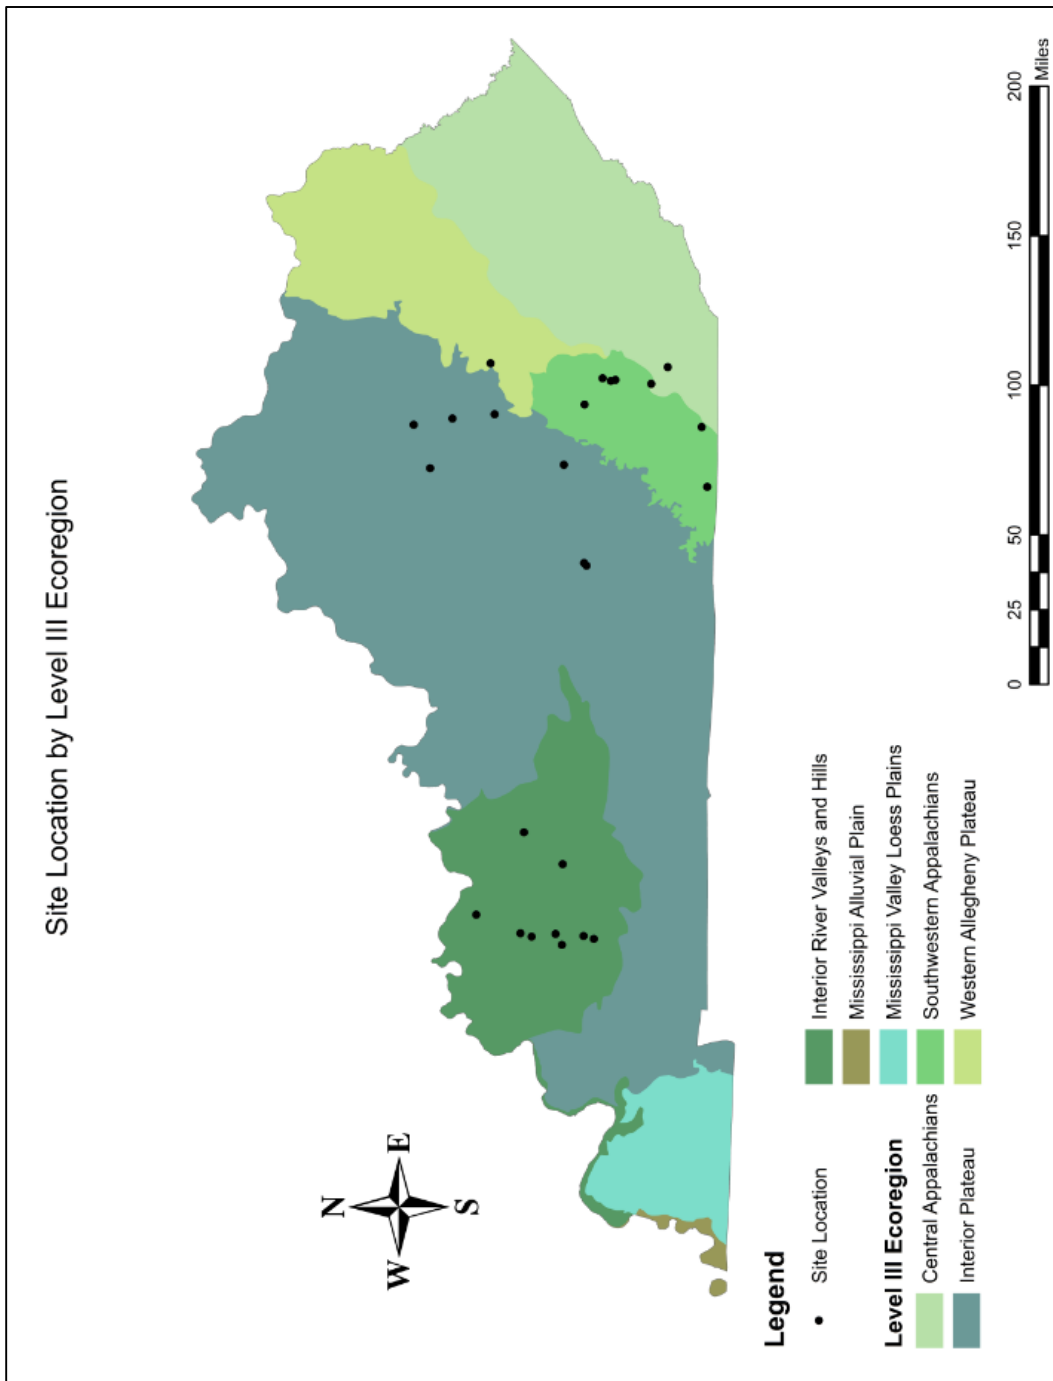 Site Location by Level III Ecoregion
N
W E
S
Legend
Site Location
Level III Ecoregion
Central Appalachians
Interior Plateau
Interior River Valleys and Hills
Mississippi Alluvial Plain
Mississippi Valley Loess Plains
Southwestern Appalachians
Western Allegheny Plateau
0 25 50 100 150 200
Miles